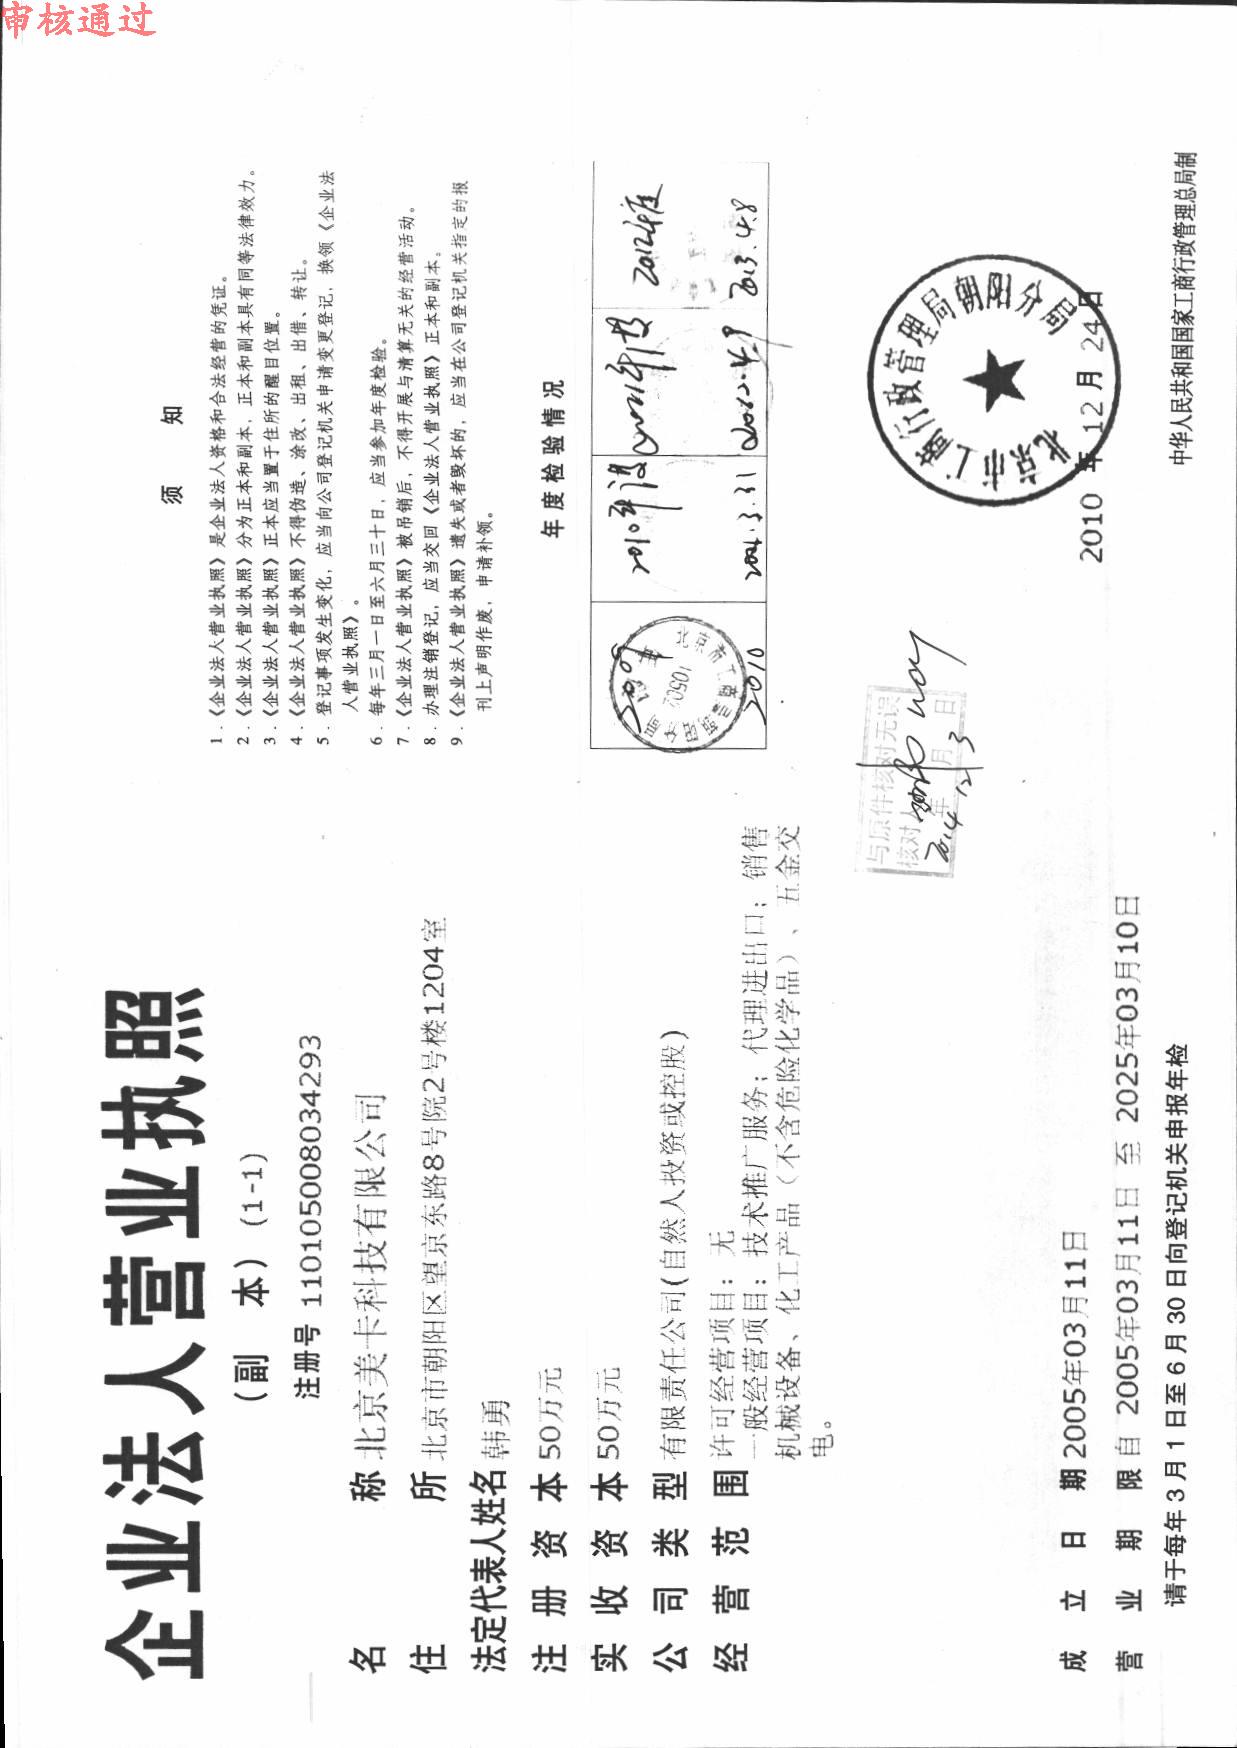 审核通过
企业法人营业执照
(副 本)(1-1)
注册号 110105008034293
名称 北京美卡科技有限公司
住所 北京市朝阳区望京东路8号院2号楼1204室
法定代表人姓名 韩勇
注册资本 50万元
实收资本 50万元
公司类型 有限责任公司(自然人投资或控股)
经营范围 许可经营项目：无
一般经营项目：技术推广服务；代理进出口；销售
机械设备、化工产品（不含危险化学品）、五金交
电。
成立日期 2005年03月11日
营业期限 自 2005年03月11日 至 2025年03月10日
请于每年3月1日至6月30日向登记机关申报年检
须 知
1.《企业法人营业执照》是企业法人资格和合法经营的凭证。
2.《企业法人营业执照》分为正本和副本，正本和副本具有同等法律效力。
3.《企业法人营业执照》正本应当置于住所的醒目位置。
4.《企业法人营业执照》不得伪造、涂改、出租、出借、转让。
5.登记事项发生变化，应当向公司登记机关申请变更登记，换领《企业法
人营业执照》。
6.每年三月一日至六月三十日，应当参加年度检验。
7.《企业法人营业执照》被吊销后，不得开展与清算无关的经营活动。
8.办理注销登记，应当交回《企业法人营业执照》正本和副本。
9.《企业法人营业执照》遗失或者毁坏的，应当在公司登记机关指定的报
刊上声明作废，申请补领。
年度检验情况
2009
2010
2012年度
2013.4.8
与原件核对无误
核对人
2014年12月3日
北京市工商行政管理局朝阳分局
2010年12月24日
中华人民共和国国家工商行政管理总局制